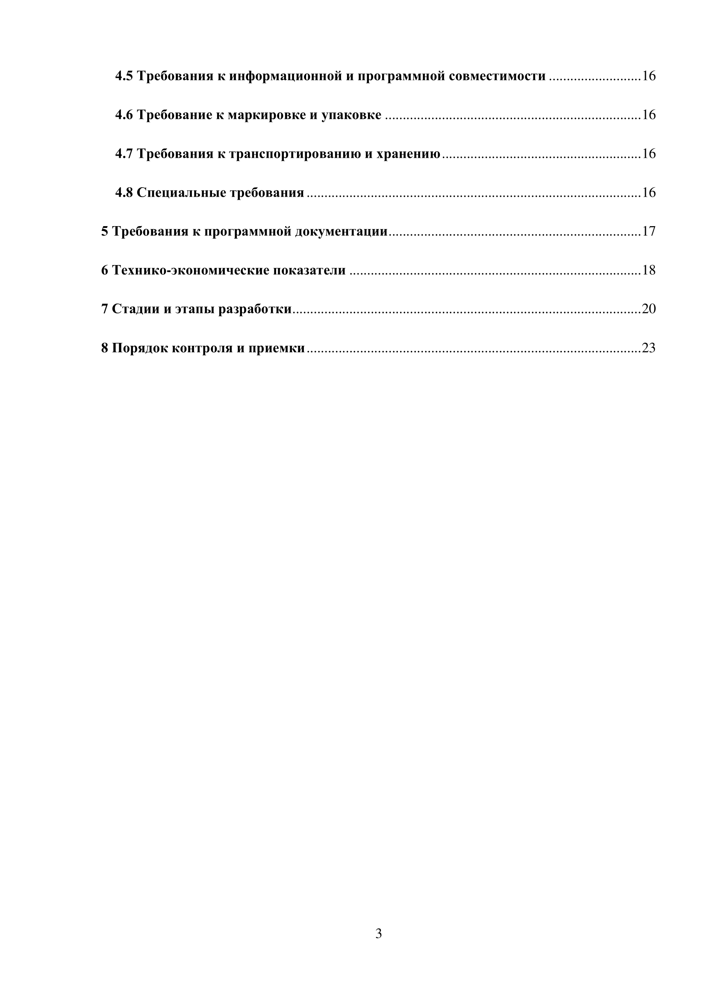 4.5 Требования к информационной и программной совместимости ..........................16
4.6 Требование к маркировке и упаковке ........................................................................16
4.7 Требования к транспортированию и хранению ........................................................16
4.8 Специальные требования ..............................................................................................16
5 Требования к программной документации .......................................................................17
6 Технико-экономические показатели ..................................................................................18
7 Стадии и этапы разработки ..................................................................................................20
8 Порядок контроля и приемки ..............................................................................................23
3